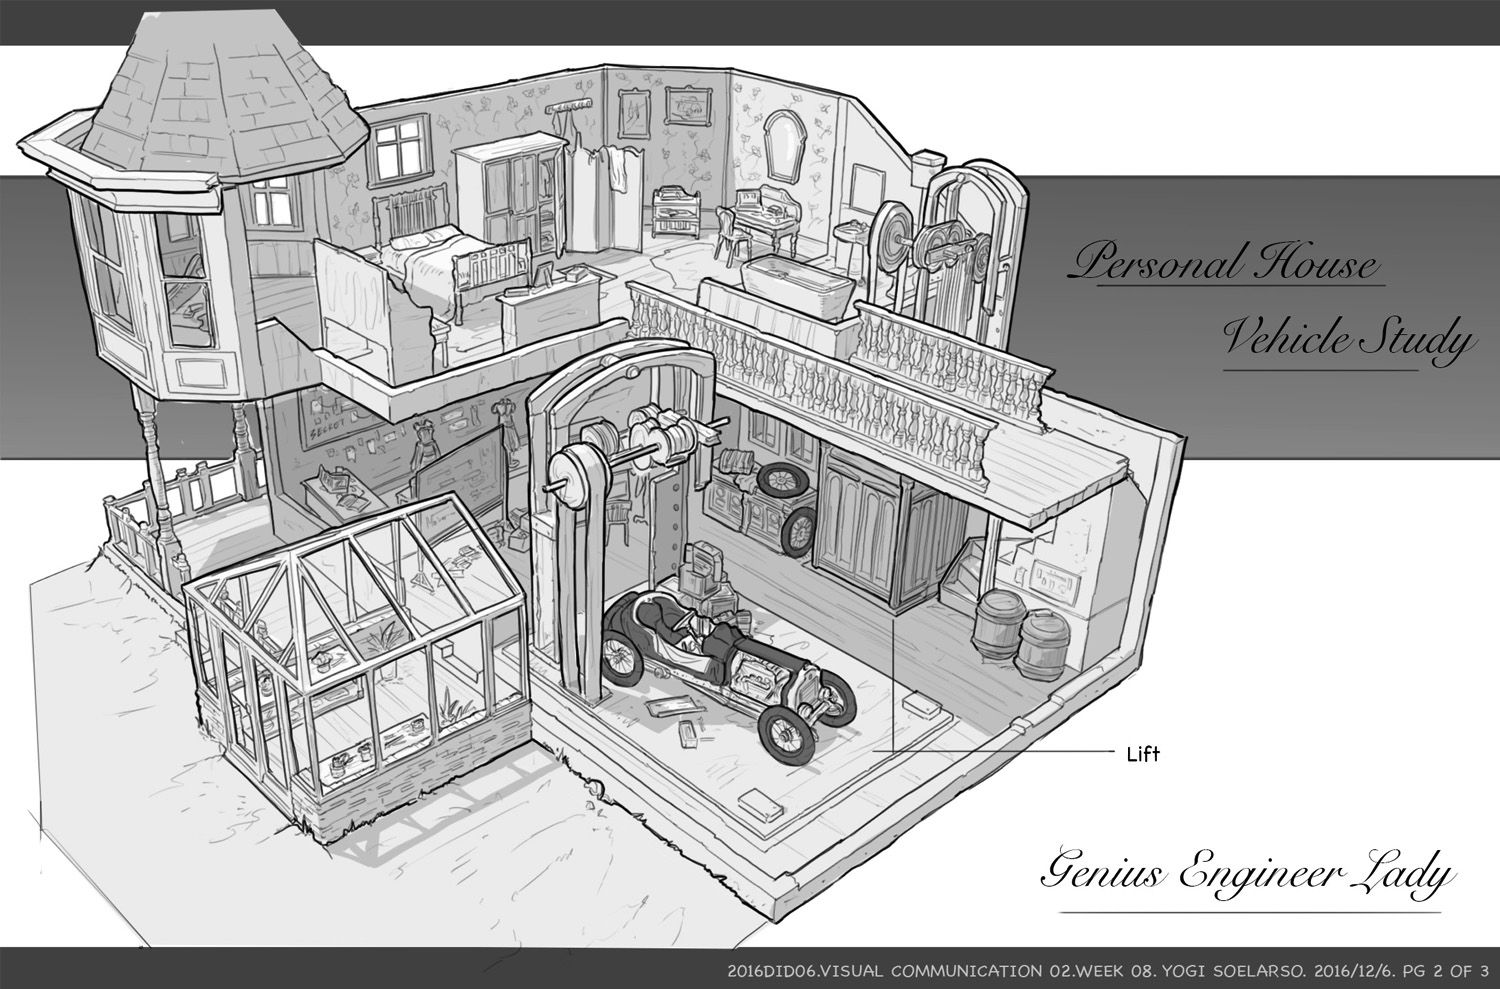 Personal House
Vehicle Study
SECRET
Lift
Genius Engineer Lady
2016DID06.VISUAL COMMUNICATION 02.WEEK 08. YOGI SOELARSO. 2016/12/6. PG 2 OF 3